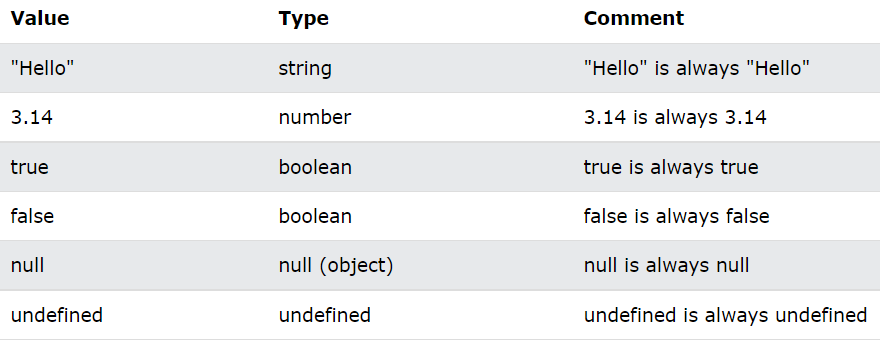 Value Type Comment
"Hello" string "Hello" is always "Hello"
3.14 number 3.14 is always 3.14
true boolean true is always true
false boolean false is always false
null null (object) null is always null
undefined undefined undefined is always undefined